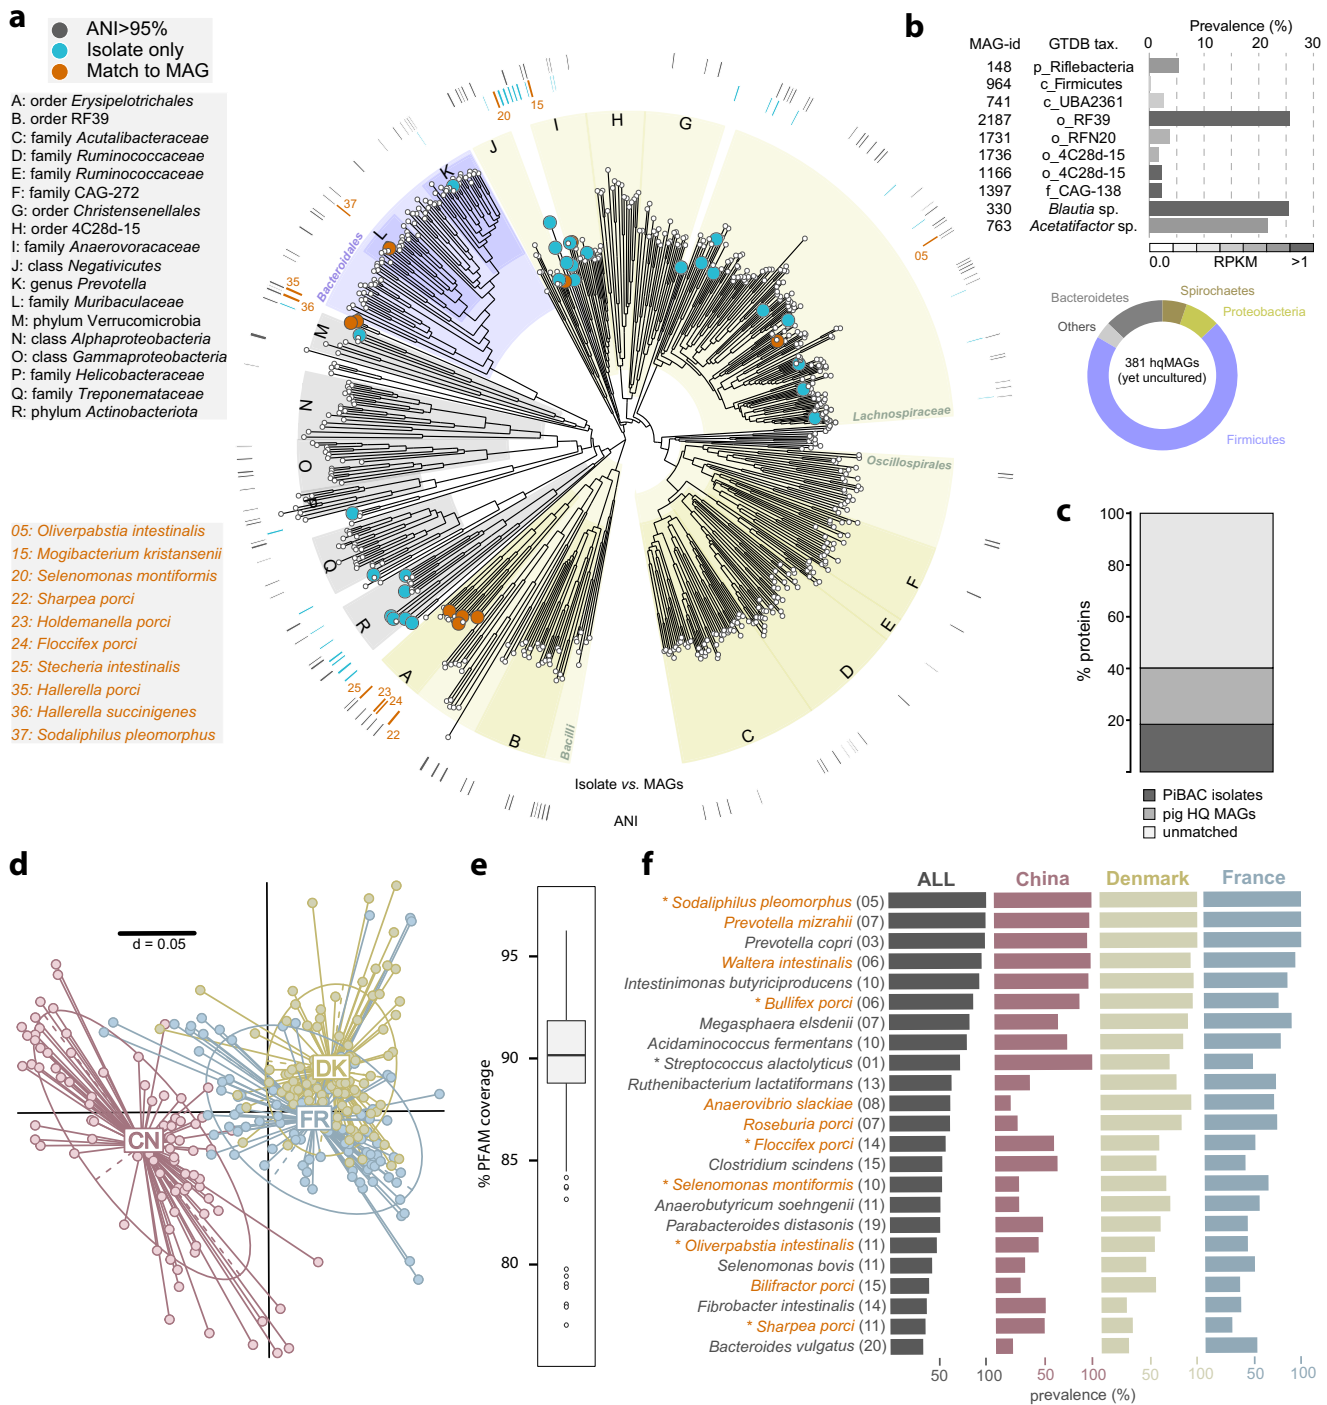 a
ANI>95%
Isolate only
Match to MAG
A: order Erysipelotrichales
B. order RF39
C: family Acutalibacteraceae
D: family Ruminococcaceae
E: family Ruminococcaceae
F: family CAG-272
G: order Christensenellales
H: order 4C28d-15
I: family Anaerovoracaceae
J: class Negativicutes
K: genus Prevotella
L: family Muribaculaceae
M: phylum Verrucomicrobia
N: class Alphaproteobacteria
O: class Gammaproteobacteria
P: family Helicobacteraceae
Q: family Treponemataceae
R: phylum Actinobacteriota
05: Oliverpabstia intestinalis
15: Mogibacterium kristansenii
20: Selenomonas montiformis
22: Sharpea porci
23: Holdemanella porci
24: Floccifex porci
25: Stecheria intestinalis
35: Hallerella porci
36: Hallerella succinigenes
37: Sodaliphilus pleomorphus
20
15
37
35
36
05
25
23
24
22
I
H
G
J
K
L
M
N
O
P
Q
R
A
B
C
D
E
F
Bacteroidales
Lachnospiraceae
Oscillospirales
Bacilli
Isolate vs. MAGs
ANI
b
Prevalence (%)
MAG-id GTDB tax. 0 10 20 30
148 p_Riflebacteria
964 c_Firmicutes
741 c_UBA2361
2187 o_RF39
1731 o_RFN20
1736 o_4C28d-15
1166 o_4C28d-15
1397 f_CAG-138
330 Blautia sp.
763 Acetatifactor sp.
0.0 RPKM >1
Bacteroidetes
Spirochaetes
Proteobacteria
Others
381 hqMAGs
(yet uncultured)
Firmicutes
c
100
80
60
40
20
% proteins
PiBAC isolates
pig HQ MAGs
unmatched
d
d = 0.05
DK
FR
CN
e
95
90
85
80
% PFAM coverage
f
ALL China Denmark France
* Sodaliphilus pleomorphus (05)
Prevotella mizrahii (07)
Prevotella copri (03)
Waltera intestinalis (06)
Intestinimonas butyriciproducens (10)
* Bullifex porci (06)
Megasphaera elsdenii (07)
Acidaminococcus fermentans (10)
* Streptococcus alactolyticus (01)
Ruthenibacterium lactatiformans (13)
Anaerovibrio slackiae (08)
Roseburia porci (07)
* Floccifex porci (14)
Clostridium scindens (15)
* Selenomonas montiformis (10)
Anaerobutyricum soehngenii (11)
Parabacteroides distasonis (19)
* Oliverpabstia intestinalis (11)
Selenomonas bovis (11)
Bilifractor porci (15)
Fibrobacter intestinalis (14)
* Sharpea porci (11)
Bacteroides vulgatus (20)
50 100 50 100 50 100 50 100
prevalence (%)